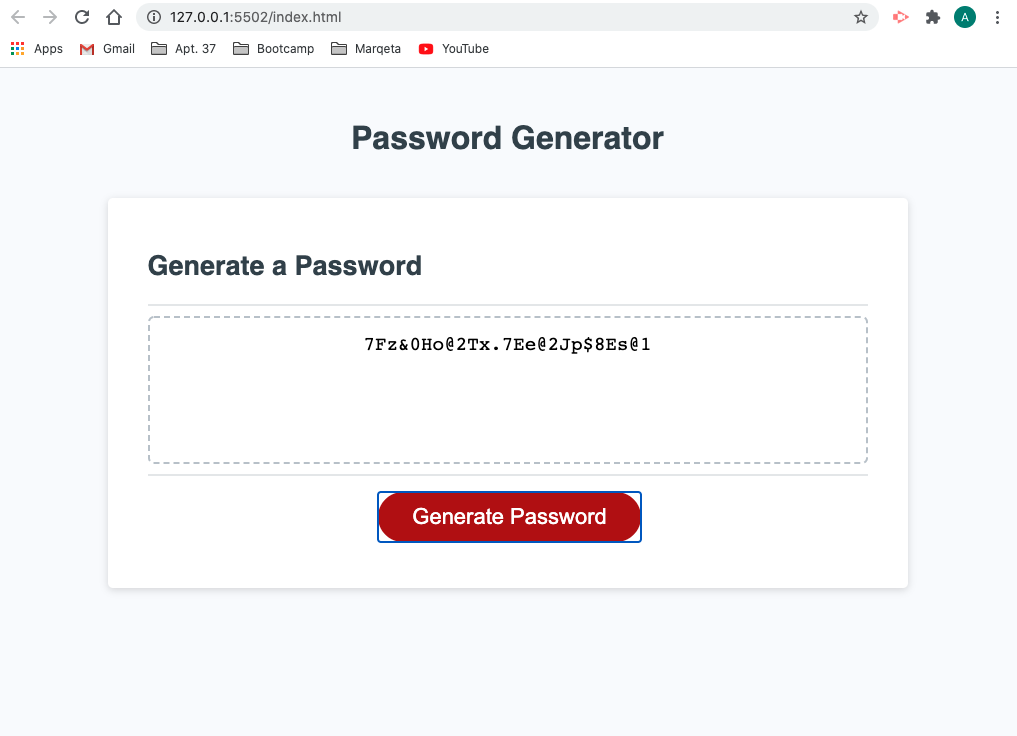 127.0.0.1:5502/index.html
A
Apps Gmail Apt. 37 Bootcamp Marqeta YouTube
Password Generator
Generate a Password
7Fz&0Ho@2Tx.7Ee@2Jp$8Es@1
Generate Password